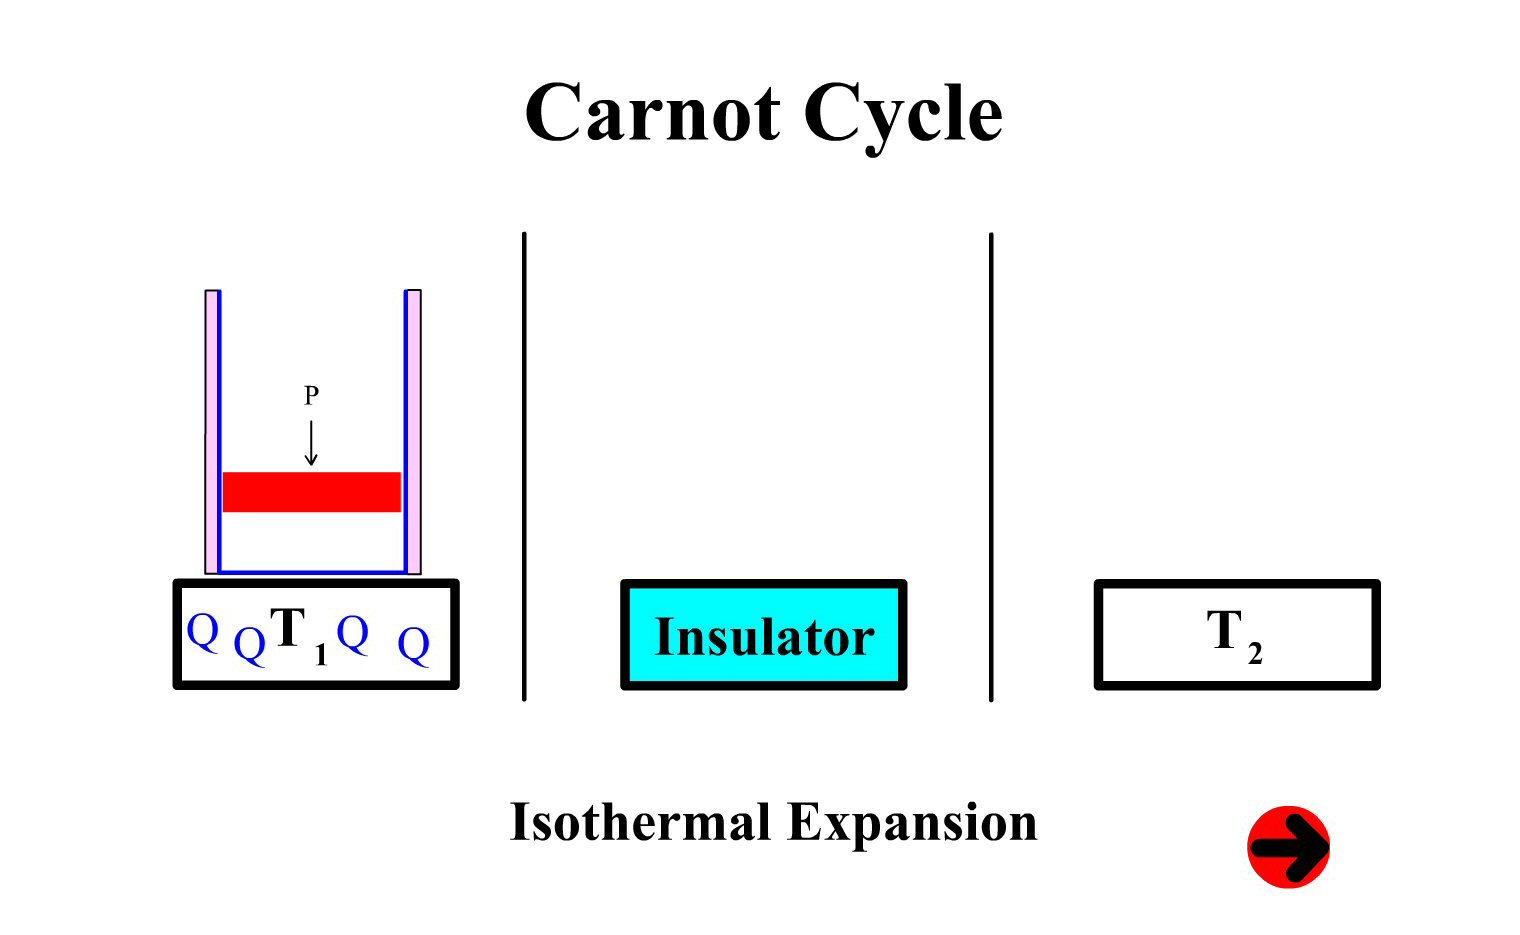 Carnot Cycle
P
Q Q T1 Q Q
Insulator
T2
Isothermal Expansion